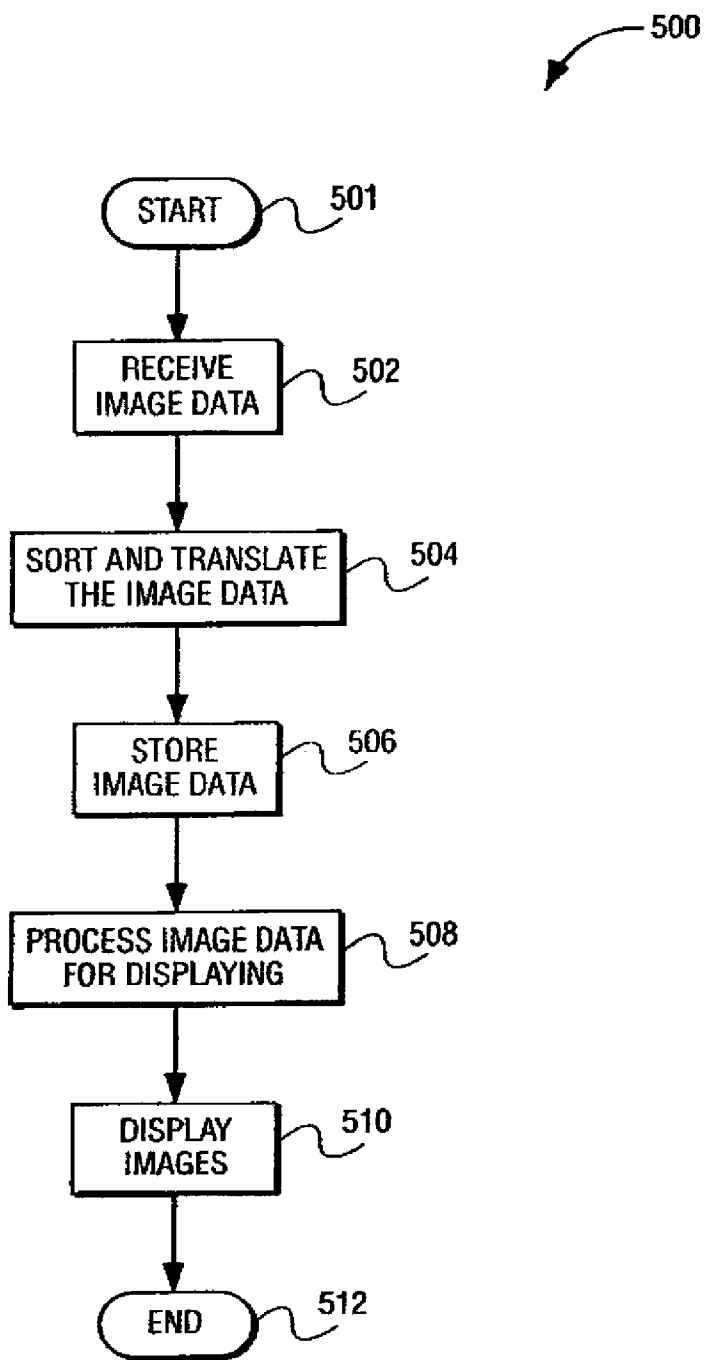 500
START
501
RECEIVE
IMAGE DATA
502
SORT AND TRANSLATE
THE IMAGE DATA
504
STORE
IMAGE DATA
506
PROCESS IMAGE DATA
FOR DISPLAYING
508
DISPLAY
IMAGES
510
END
512